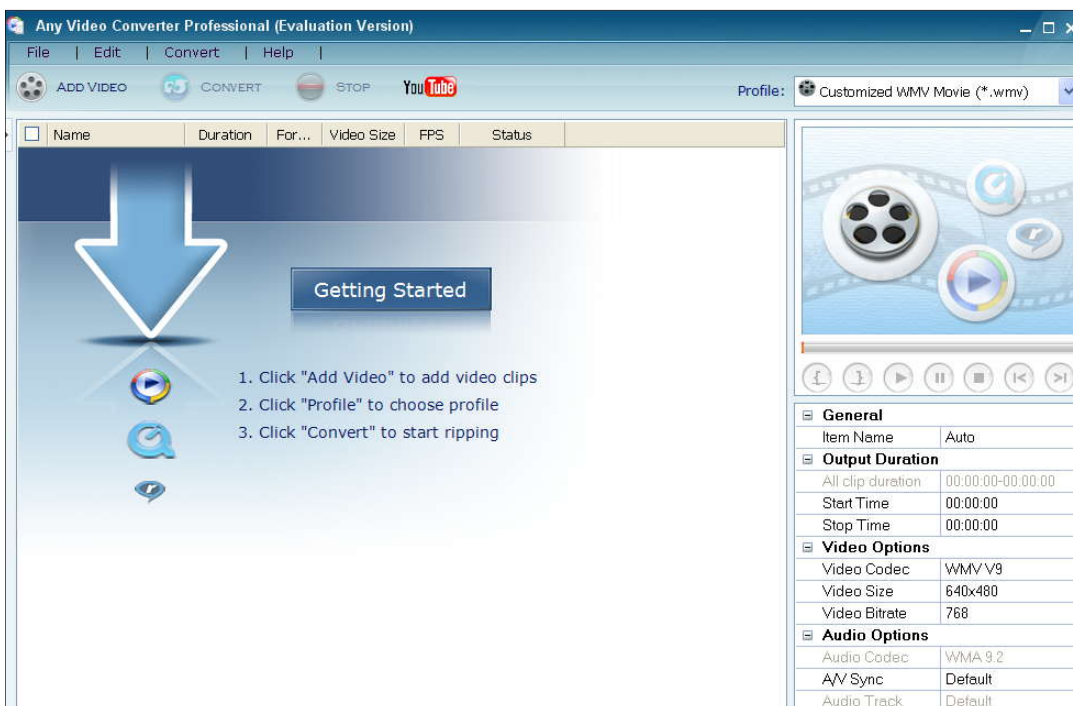 Any Video Converter Professional (Evaluation Version)
File | Edit | Convert | Help |
ADD VIDEO CONVERT STOP YouTube Profile: Customized WMV Movie (*.wmv)
Name Duration For... Video Size FPS Status
Getting Started
1. Click "Add Video" to add video clips
2. Click "Profile" to choose profile
3. Click "Convert" to start ripping
General
Item Name Auto
Output Duration
All clip duration 00:00:00-00:00:00
Start Time 00:00:00
Stop Time 00:00:00
Video Options
Video Codec WMV V9
Video Size 640x480
Video Bitrate 768
Audio Options
Audio Codec WMA 9.2
A/V Sync Default
Audio Track Default